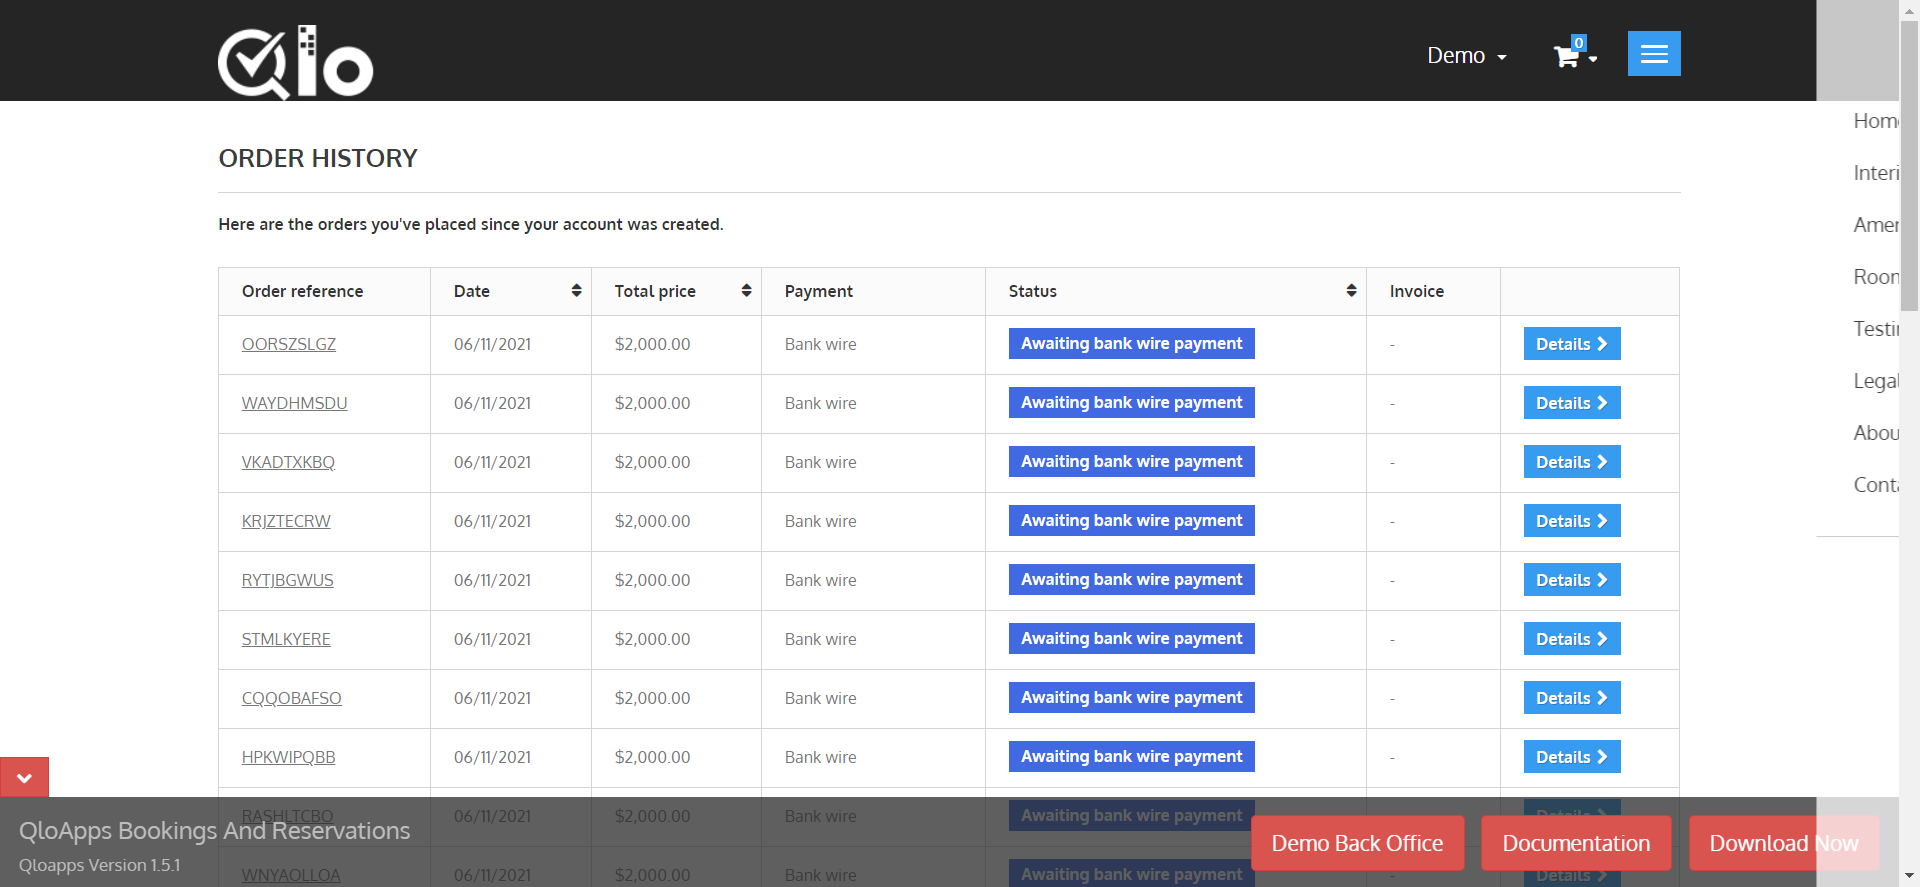 Qlo
Demo
0
Home
ORDER HISTORY
Interi
Amen
Here are the orders you've placed since your account was created.
Room
Testin
Legal
Abou
Conta
Order reference Date Total price Payment Status Invoice
OORSZSLGZ 06/11/2021 $2,000.00 Bank wire Awaiting bank wire payment - Details
WAYDHMSDU 06/11/2021 $2,000.00 Bank wire Awaiting bank wire payment - Details
VKADTXKBQ 06/11/2021 $2,000.00 Bank wire Awaiting bank wire payment - Details
KRJZTECRW 06/11/2021 $2,000.00 Bank wire Awaiting bank wire payment - Details
RYTJBGWUS 06/11/2021 $2,000.00 Bank wire Awaiting bank wire payment - Details
STMLKYERE 06/11/2021 $2,000.00 Bank wire Awaiting bank wire payment - Details
CQQOBAFSO 06/11/2021 $2,000.00 Bank wire Awaiting bank wire payment - Details
HPKWIPQBB 06/11/2021 $2,000.00 Bank wire Awaiting bank wire payment - Details
RASHLTCBO 06/11/2021 $2,000.00 Bank wire Awaiting bank wire payment - Details
QloApps Bookings And Reservations
Demo Back Office Documentation Download Now
Qloapps Version 1.5.1
WNYAOLLOA 06/11/2021 $2,000.00 Bank wire Awaiting bank wire payment - Details